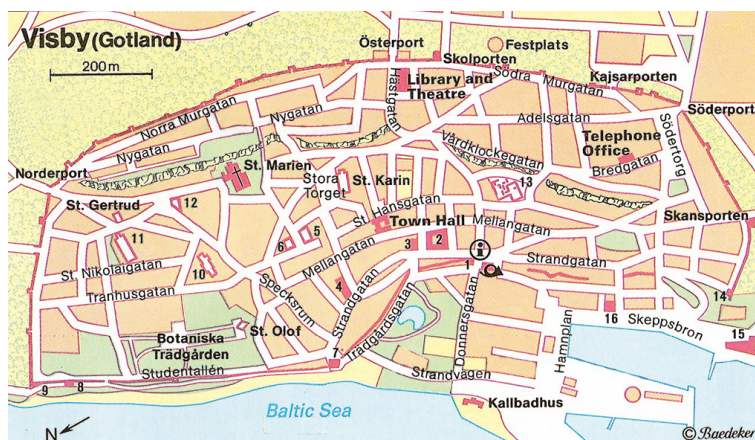 Visby (Gotland)
200 m
Österport
Skolporten
Festplats
Library and
Theatre
Hästgatan
Södra Murgatan
Kajsarporten
Söderport
Norra Murgatan
Nygatan
Nygatan
Adelsgatan
Telephone
Office
Södertorg
Vårdklockegatan
Bredgatan
Norderport
St. Marien
Stora
Torget
St. Karin
13
St. Gertrud
12
St. Hansgatan
Town Hall
Mellangatan
Skansporten
11
5
6
3
2
i
St. Nikolaigatan
10
Mellangatan
1
Strandgatan
Tranhusgatan
Specksrum
4
Strandgatan
14
16
Skeppsbron
15
Botaniska
Trädgården
St. Olof
Trädgårdsgatan
Donnersgatan
Hamnplan
7
Studentallén
9
8
Strandvägen
Baltic Sea
Kallbadhus
N
© Baedeker